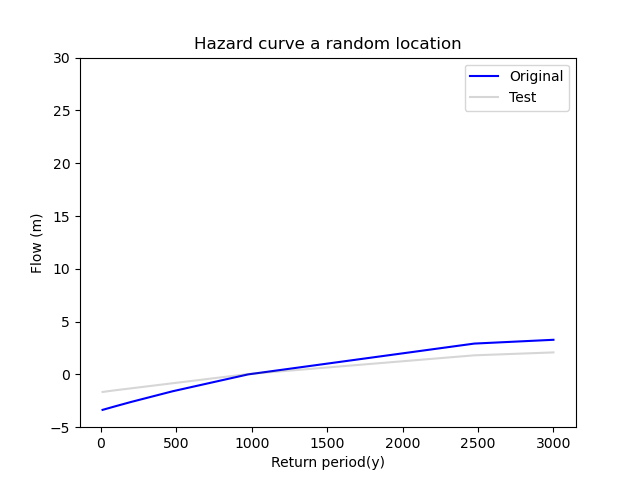 Hazard curve a random location
Original
Test
30
25
20
15
10
5
0
−5
Flow (m)
0 500 1000 1500 2000 2500 3000
Return period(y)